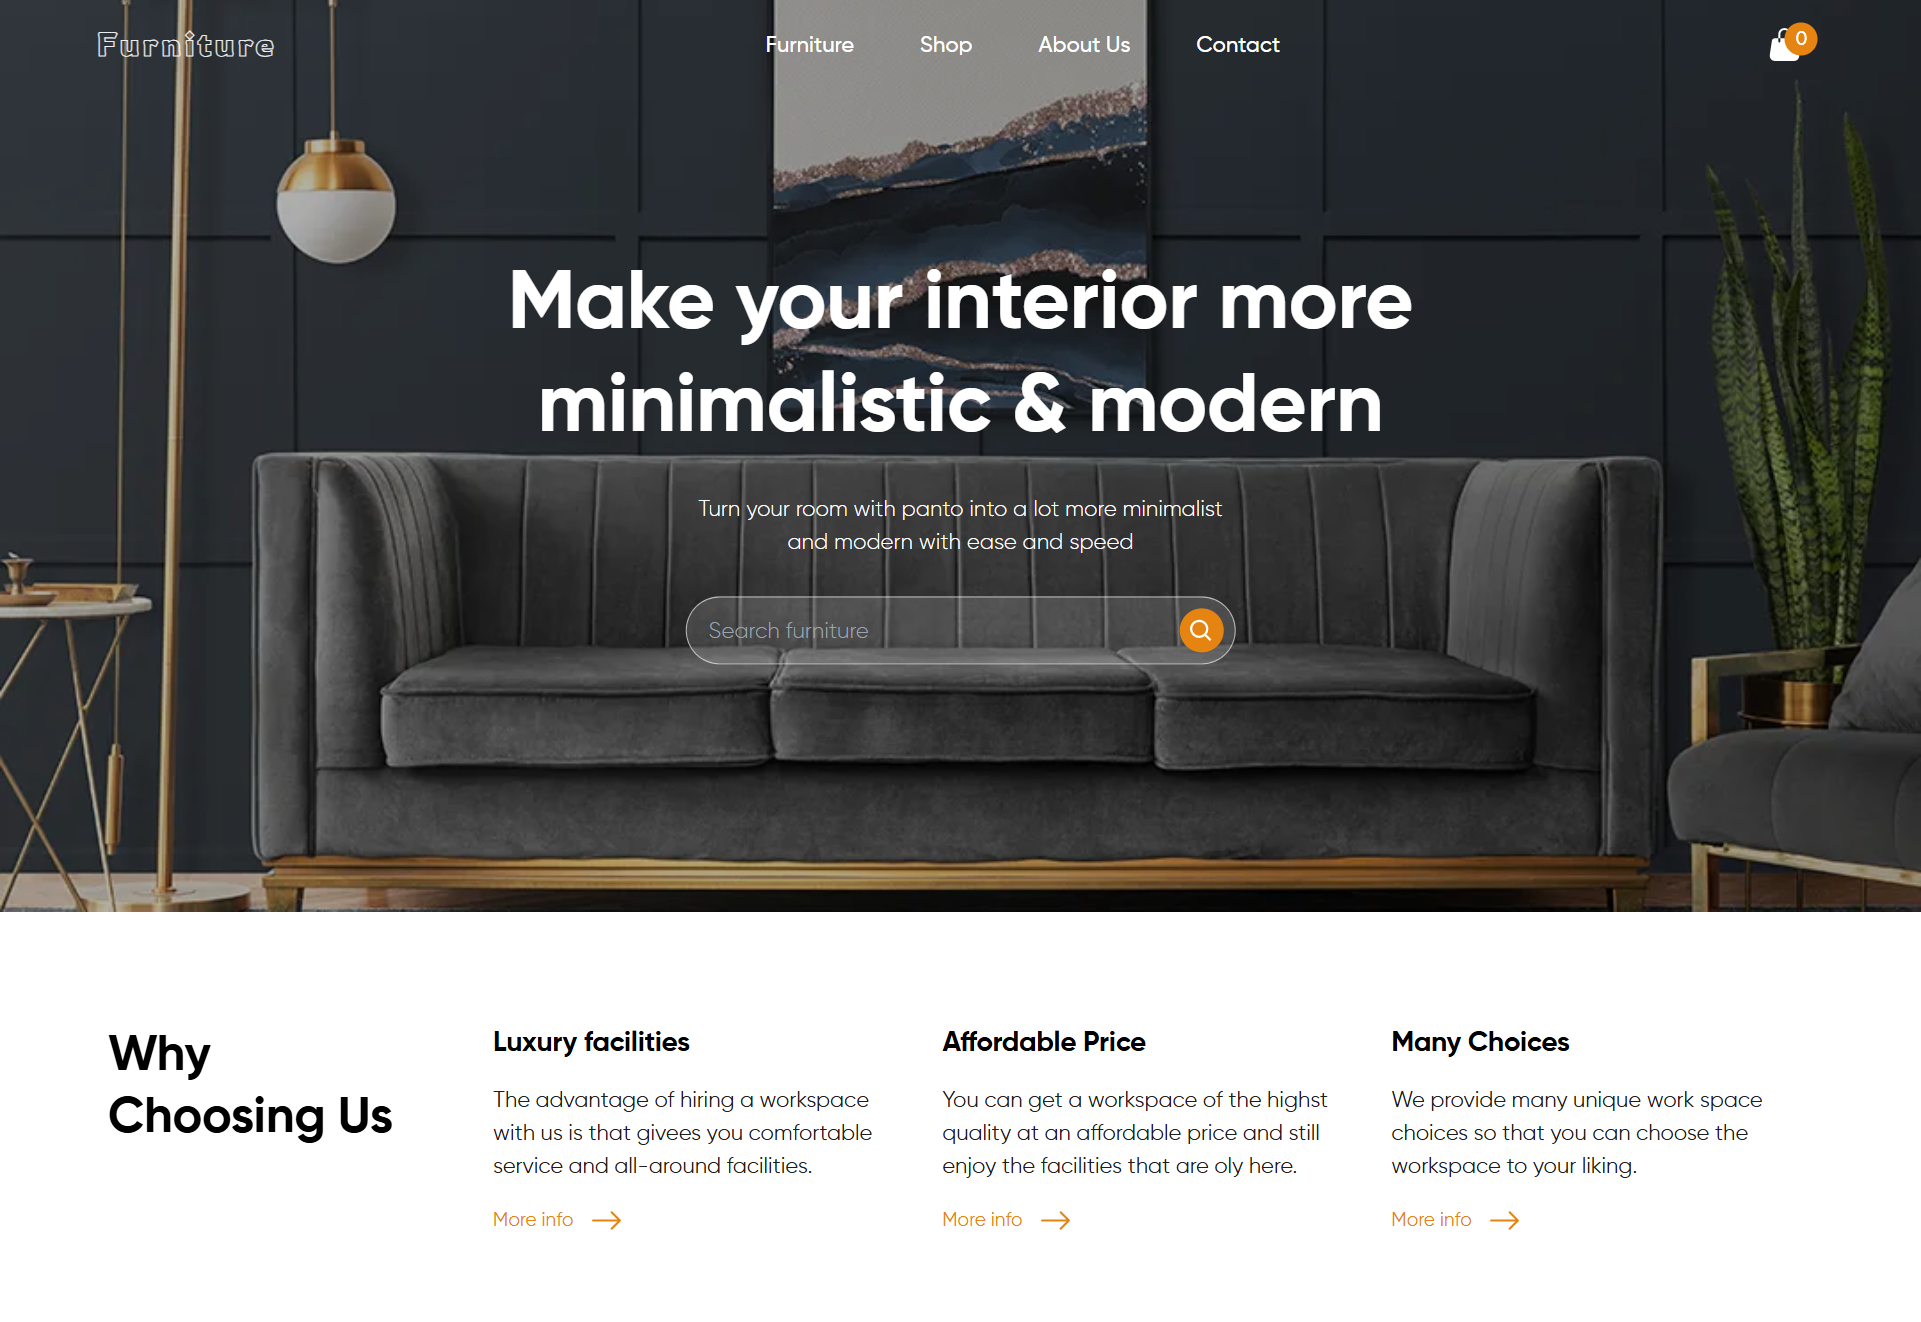 Furniture
Furniture Shop About Us Contact
0
Make your interior more
minimalistic & modern
Turn your room with panto into a lot more minimalist
and modern with ease and speed
Search furniture
Why
Choosing Us
Luxury facilities
The advantage of hiring a workspace
with us is that givees you comfortable
service and all-around facilities.
More info
Affordable Price
You can get a workspace of the highst
quality at an affordable price and still
enjoy the facilities that are oly here.
More info
Many Choices
We provide many unique work space
choices so that you can choose the
workspace to your liking.
More info